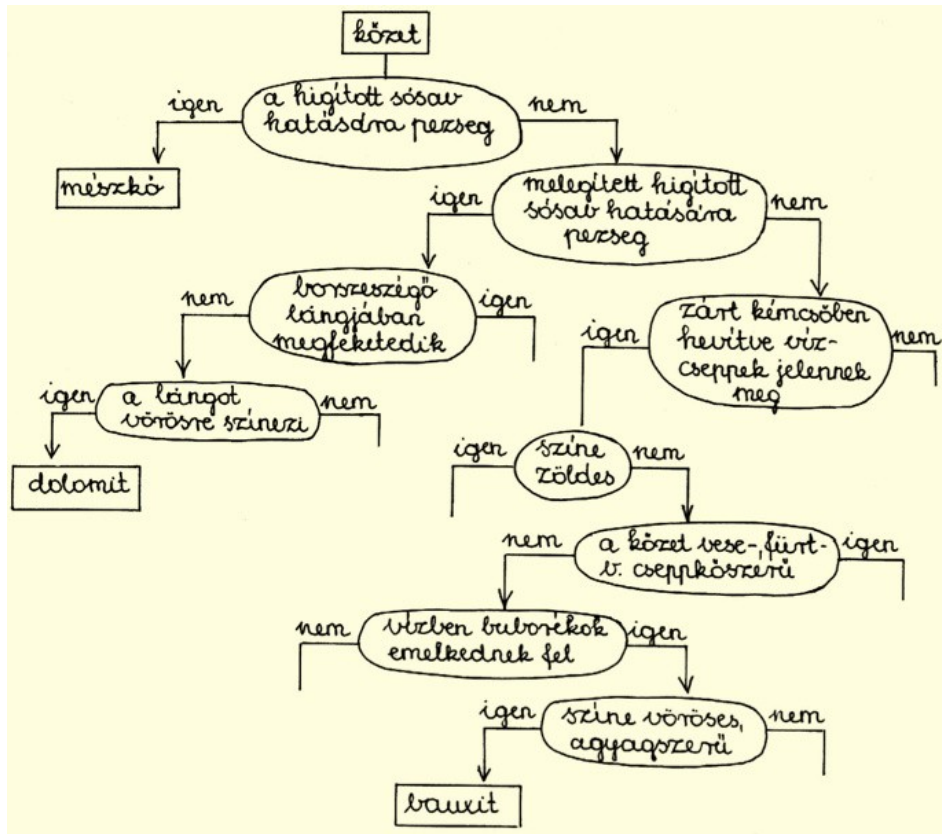 kőzet
a higított sósav
hatására pezseg
igen
nem
mészkő
melegített higított
sósav hatására
pezseg
igen
nem
borszeszégő
lángjában
megfeketedik
nem
igen
zárt kémcsőben
hevítve víz-
cseppek jelennek
meg
igen
nem
a lángot
vörösre színezi
igen
nem
dolomit
színe
zöldes
igen
nem
a kőzet vese-, fürt-
v. cseppkőszerű
nem
igen
vízben buborékok
emelkednek fel
nem
igen
színe vöröses,
agyagszerű
igen
nem
bauxit